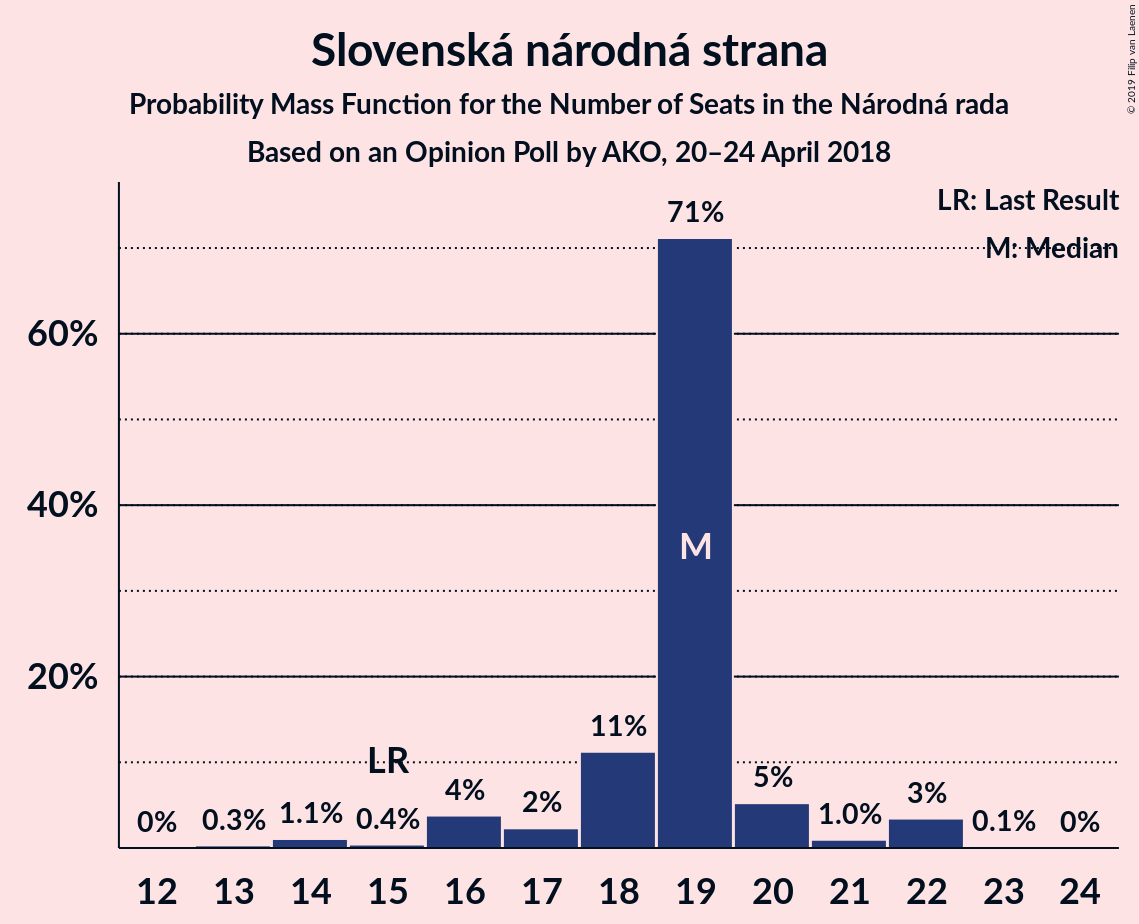 Slovenská národná strana
Probability Mass Function for the Number of Seats in the Národná rada
Based on an Opinion Poll by AKO, 20–24 April 2018
© 2019 Filip van Laenen
LR: Last Result
M: Median
71%
60%
40%
M
20%
11%
LR
0%
0.3%
1.1%
0.4%
4%
2%
5%
1.0%
3%
0.1%
0%
12 13 14 15 16 17 18 19 20 21 22 23 24